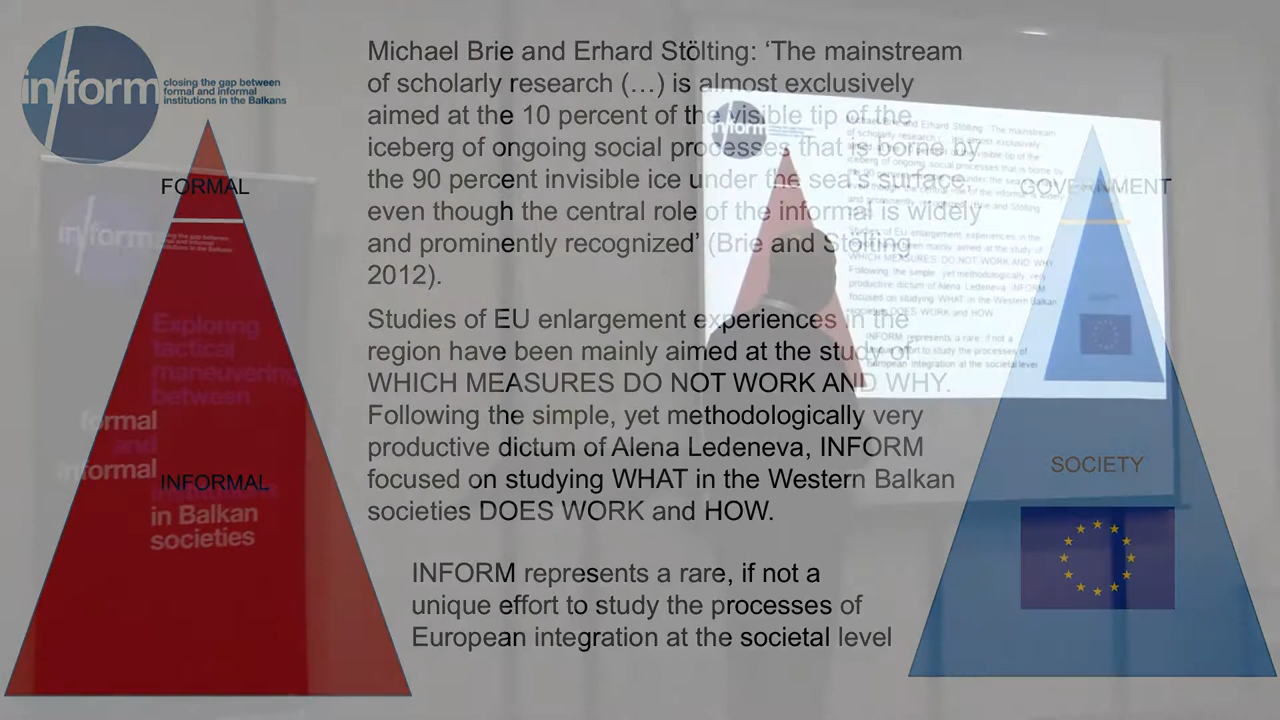 in/form
closing the gap between
formal and informal
institutions in the Balkans
FORMAL
INFORMAL
Michael Brie and Erhard Stölting: ‘The mainstream
of scholarly research (…) is almost exclusively
aimed at the 10 percent of the visible tip of the
iceberg of ongoing social processes that is borne by
the 90 percent invisible ice under the sea’s surface,
even though the central role of the informal is widely
and prominently recognized’ (Brie and Stölting
2012).
Studies of EU enlargement experiences in the
region have been mainly aimed at the study of
WHICH MEASURES DO NOT WORK AND WHY.
Following the simple, yet methodologically very
productive dictum of Alena Ledeneva, INFORM
focused on studying WHAT in the Western Balkan
societies DOES WORK and HOW.
INFORM represents a rare, if not a
unique effort to study the processes of
European integration at the societal level
GOVERNMENT
SOCIETY
in/form
Exploring
tactical
maneuvering
between
formal
and
informal
in Balkan
societies